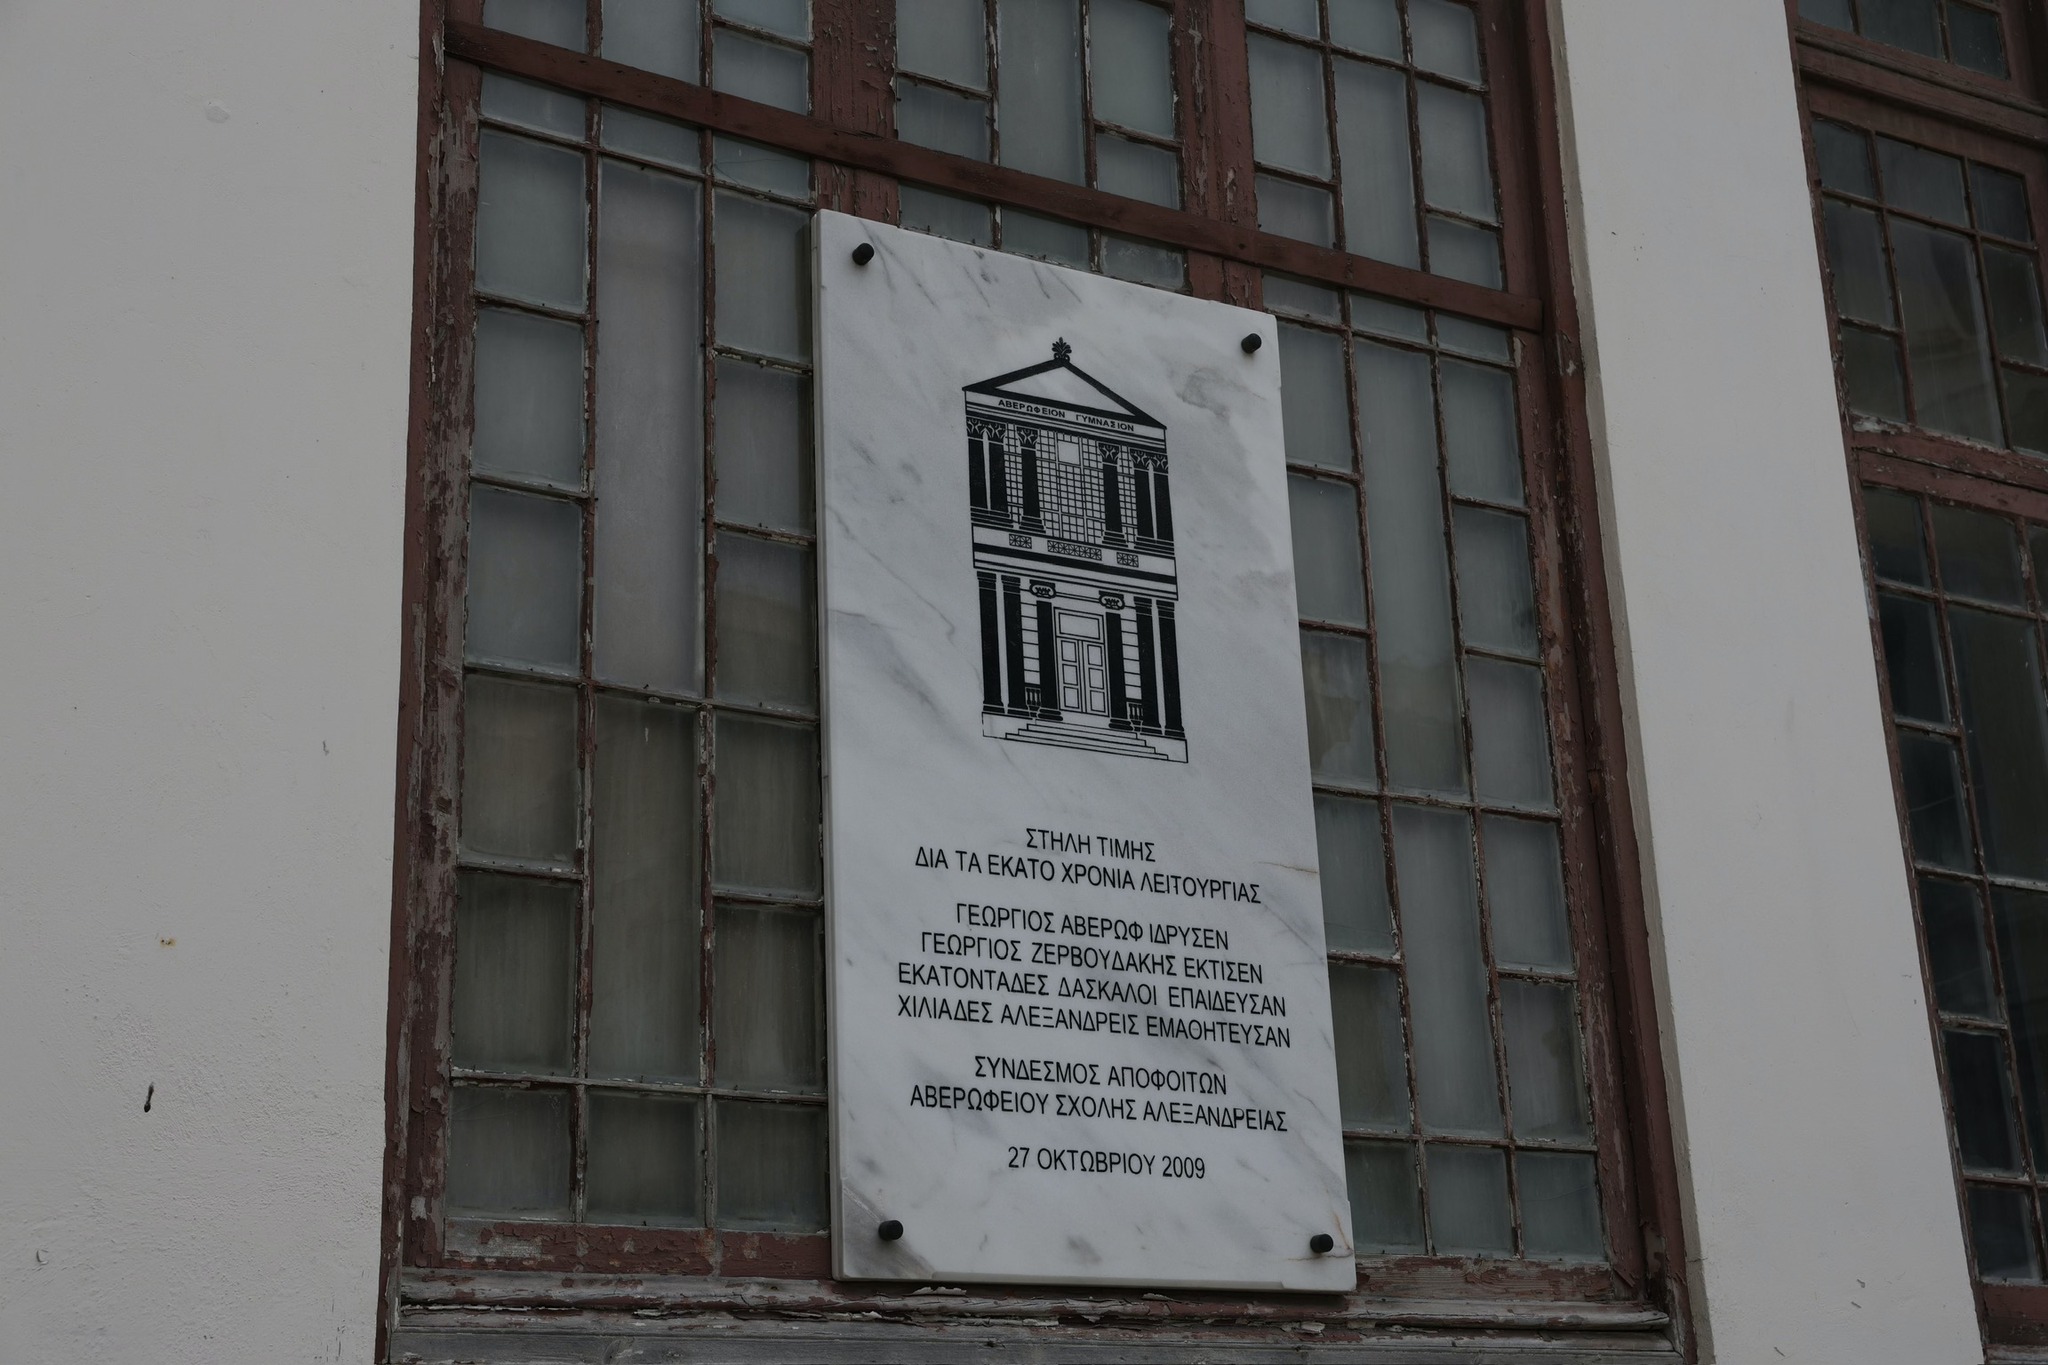 ΑΒΕΡΩΦΕΙΟΝ ΓΥΜΝΑΣΙΟΝ
ΣΤΗΛΗ ΤΙΜΗΣ
ΔΙΑ ΤΑ ΕΚΑΤΟ ΧΡΟΝΙΑ ΛΕΙΤΟΥΡΓΙΑΣ
ΓΕΩΡΓΙΟΣ ΑΒΕΡΩΦ ΙΔΡΥΣΕΝ
ΓΕΩΡΓΙΟΣ ΖΕΡΒΟΥΔΑΚΗΣ ΕΚΤΙΣΕΝ
ΕΚΑΤΟΝΤΑΔΕΣ ΔΑΣΚΑΛΟΙ ΕΠΑΙΔΕΥΣΑΝ
ΧΙΛΙΑΔΕΣ ΑΛΕΞΑΝΔΡΕΙΣ ΕΜΑΘΗΤΕΥΣΑΝ
ΣΥΝΔΕΣΜΟΣ ΑΠΟΦΟΙΤΩΝ
ΑΒΕΡΩΦΕΙΟΥ ΣΧΟΛΗΣ ΑΛΕΞΑΝΔΡΕΙΑΣ
27 ΟΚΤΩΒΡΙΟΥ 2009